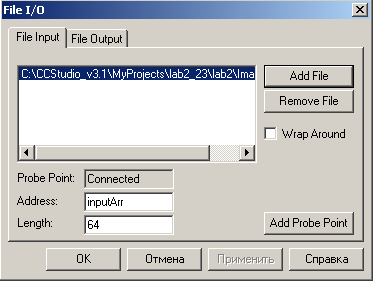 File I/O
File Input File Output
C:\CCStudio_v3.1\MyProjects\lab2_23\lab2\Ima
Add File
Remove File
Wrap Around
Probe Point: Connected
Address: inputArr
Length: 64
Add Probe Point
OK Отмена Применить Справка